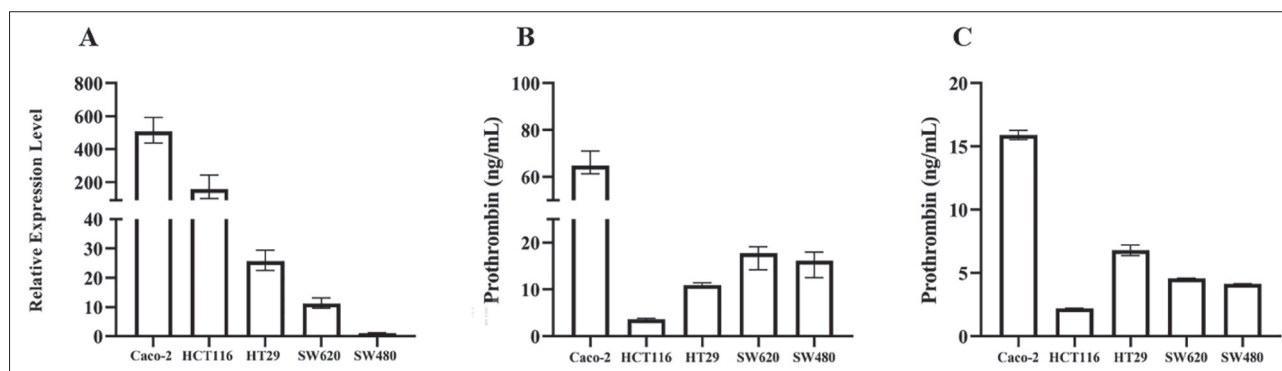 A
Relative Expression Level
800
600
400
200
40
30
20
10
0
Caco-2 HCT116 HT29 SW620 SW480
B
Prothrombin (ng/mL)
100
80
60
20
10
0
Caco-2 HCT116 HT29 SW620 SW480
C
Prothrombin (ng/mL)
20
15
10
5
0
Caco-2 HCT116 HT29 SW620 SW480